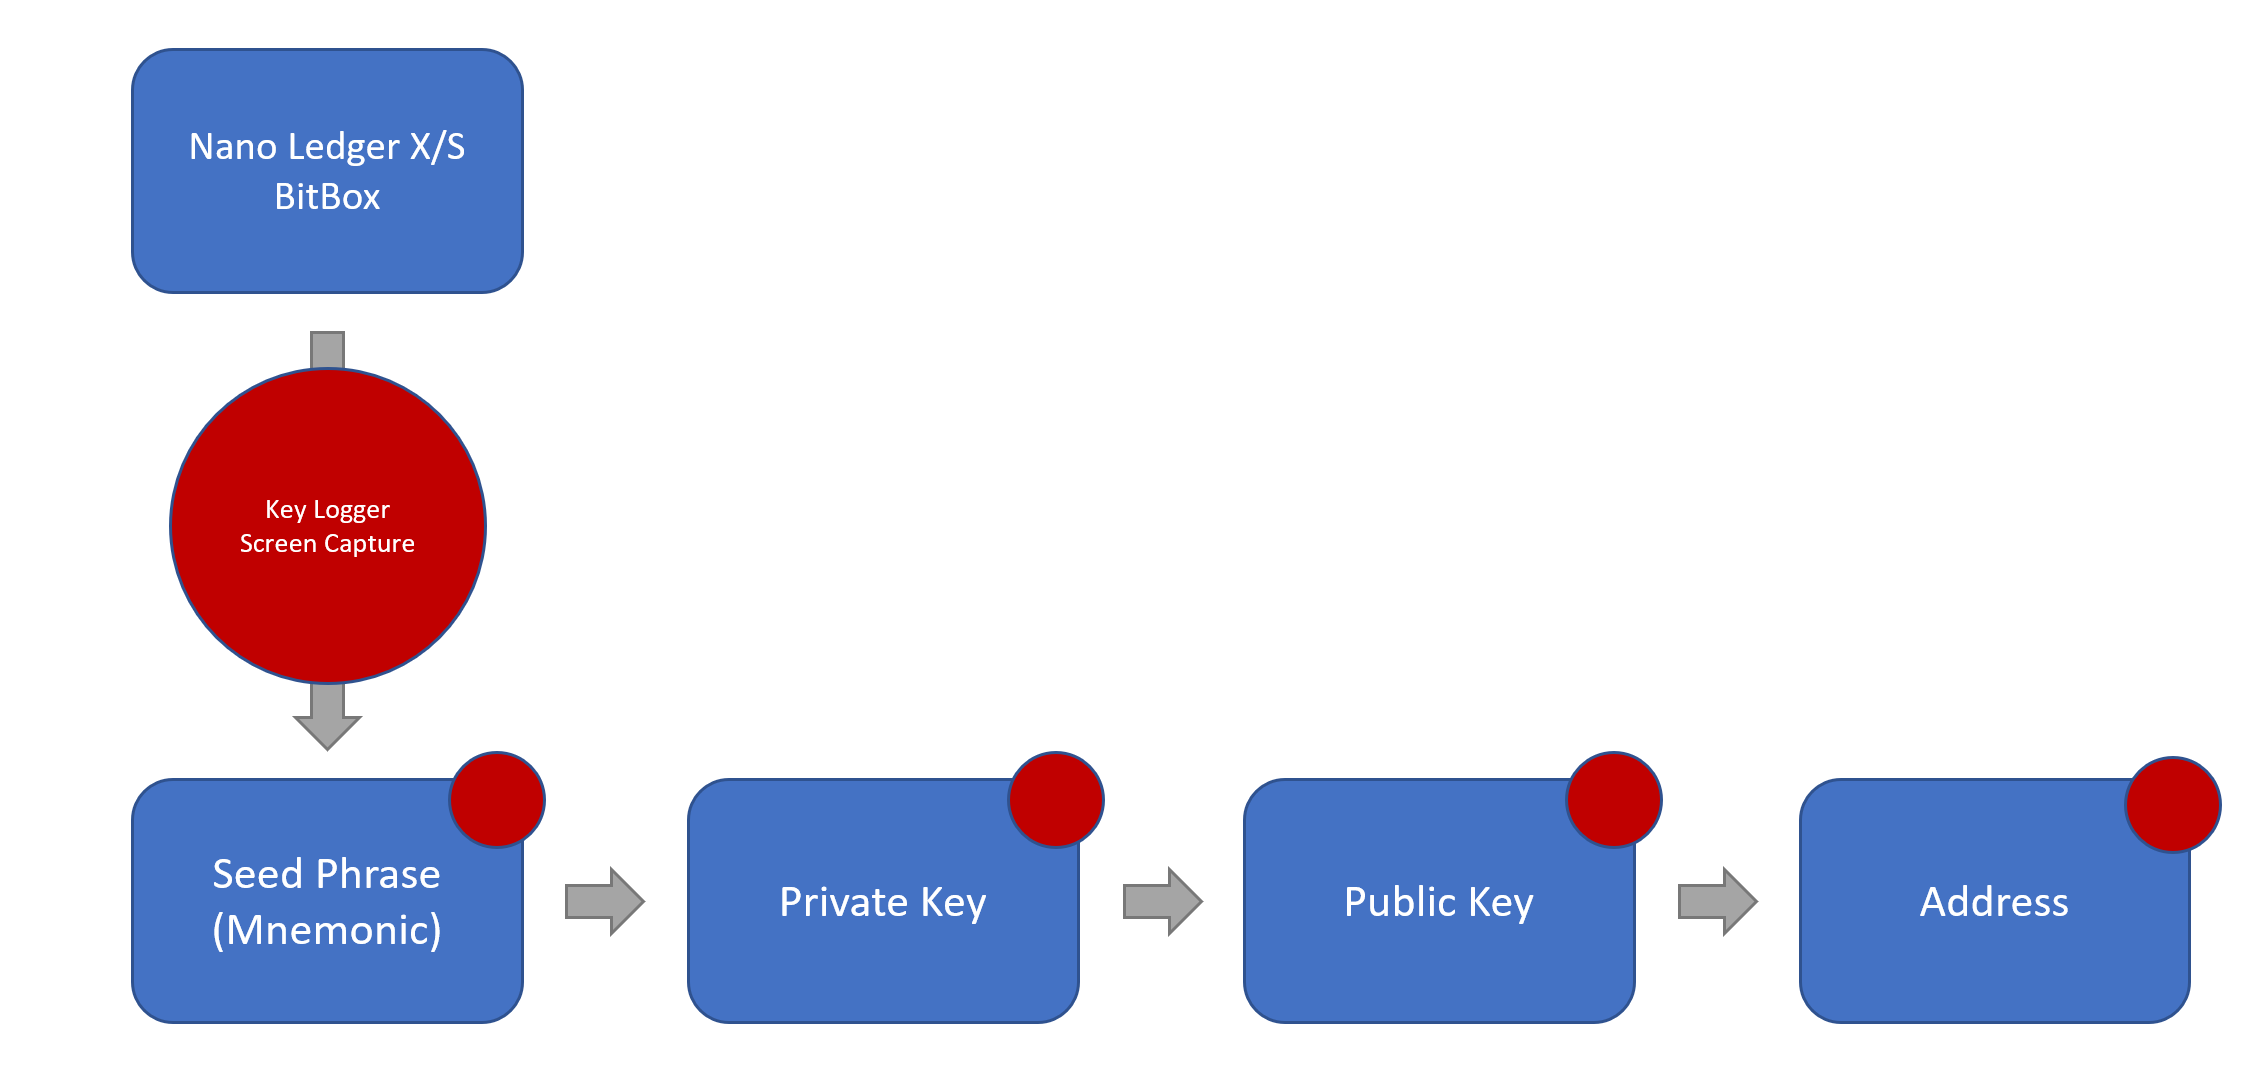 Nano Ledger X/S
BitBox
Key Logger
Screen Capture
Seed Phrase
(Mnemonic)
Private Key
Public Key
Address